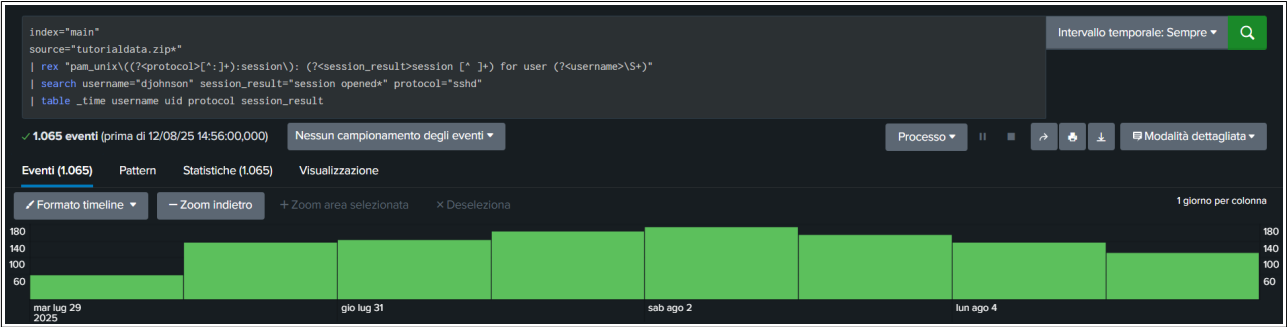 index="main"
source="tutorialdata.zip*"
| rex "pam_unix\((?<protocol>[^:]+):session\): (?<session_result>session [^ ]+) for user (?<username>\S+)"
| search username="djohnson" session_result="session opened*" protocol="sshd"
| table _time username uid protocol session_result
Intervallo temporale: Sempre
1.065 eventi (prima di 12/08/25 14:56:00,000)
Nessun campionamento degli eventi
Processo
Modalità dettagliata
Eventi (1.065) Pattern Statistiche (1.065) Visualizzazione
Formato timeline
— Zoom indietro
+ Zoom area selezionata
× Deseleziona
1 giorno per colonna
180 180
140 140
100 100
60 60
mar lug 29 gio lug 31 sab ago 2 lun ago 4
2025